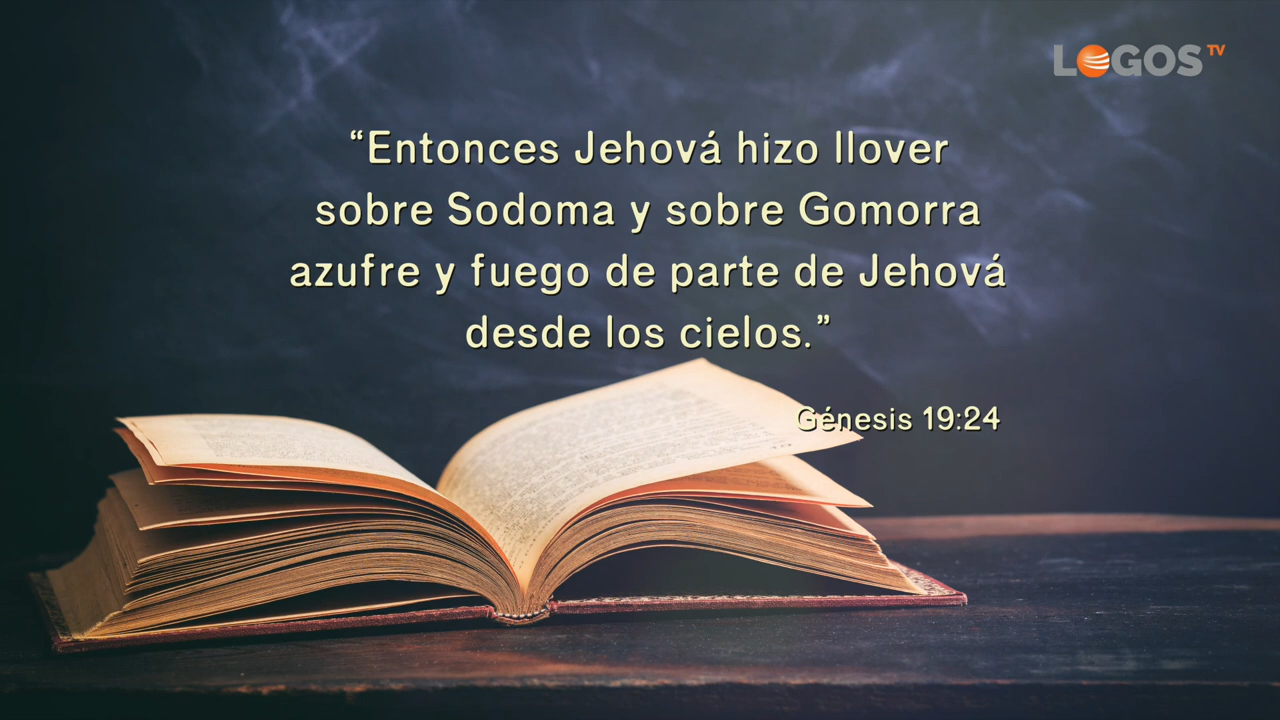 LOGOS TV
“Entonces Jehová hizo llover
sobre Sodoma y sobre Gomorra
azufre y fuego de parte de Jehová
desde los cielos.”
Génesis 19:24